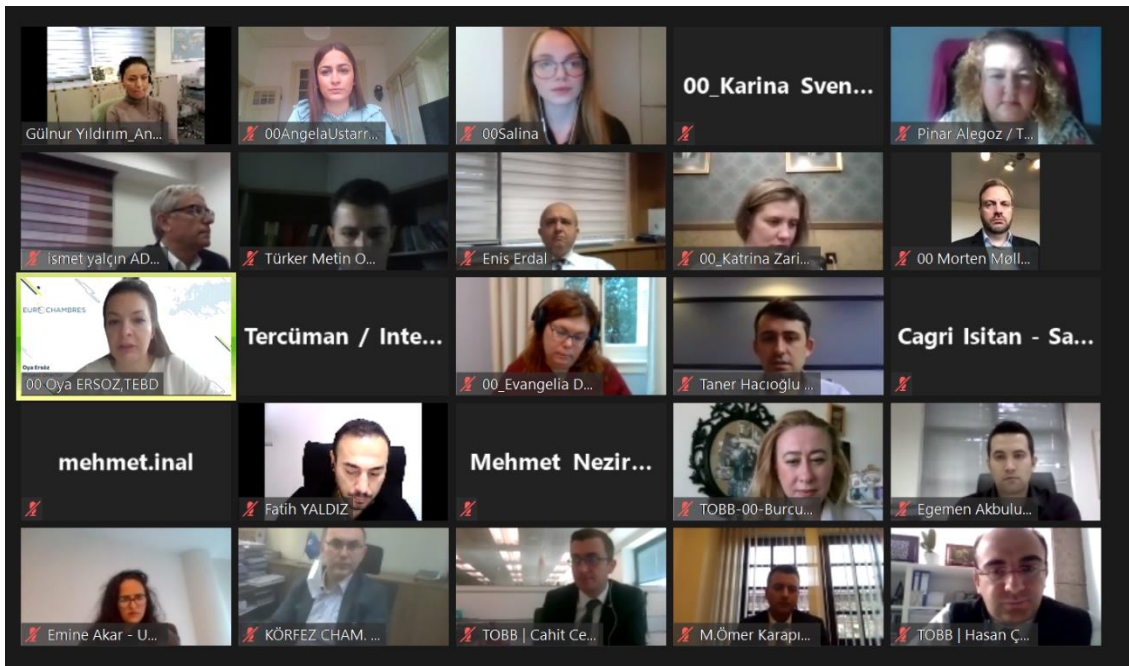 Gülnur Yıldırım_An...
00AngelaUstarr...
00Salina
00_Karina Sven...
Pinar Alegoz / T...
ismet yalçın AD...
Türker Metin O...
Enis Erdal
00_Katrina Zari...
00 Morten Møll...
EUROCHAMBRES
Oya Ersöz
00 Oya ERSOZ,TEBD
Tercüman / Inte...
00_Evangelia D...
Taner Hacıoğlu ...
Cagri Isitan - Sa...
mehmet.inal
Fatih YALDIZ
Mehmet Nezir...
TOBB-00-Burcu...
Egemen Akbulu...
Emine Akar - U...
KÖRFEZ CHAM. ...
TOBB | Cahit Ce...
M.Ömer Karapı...
TOBB | Hasan Ç...